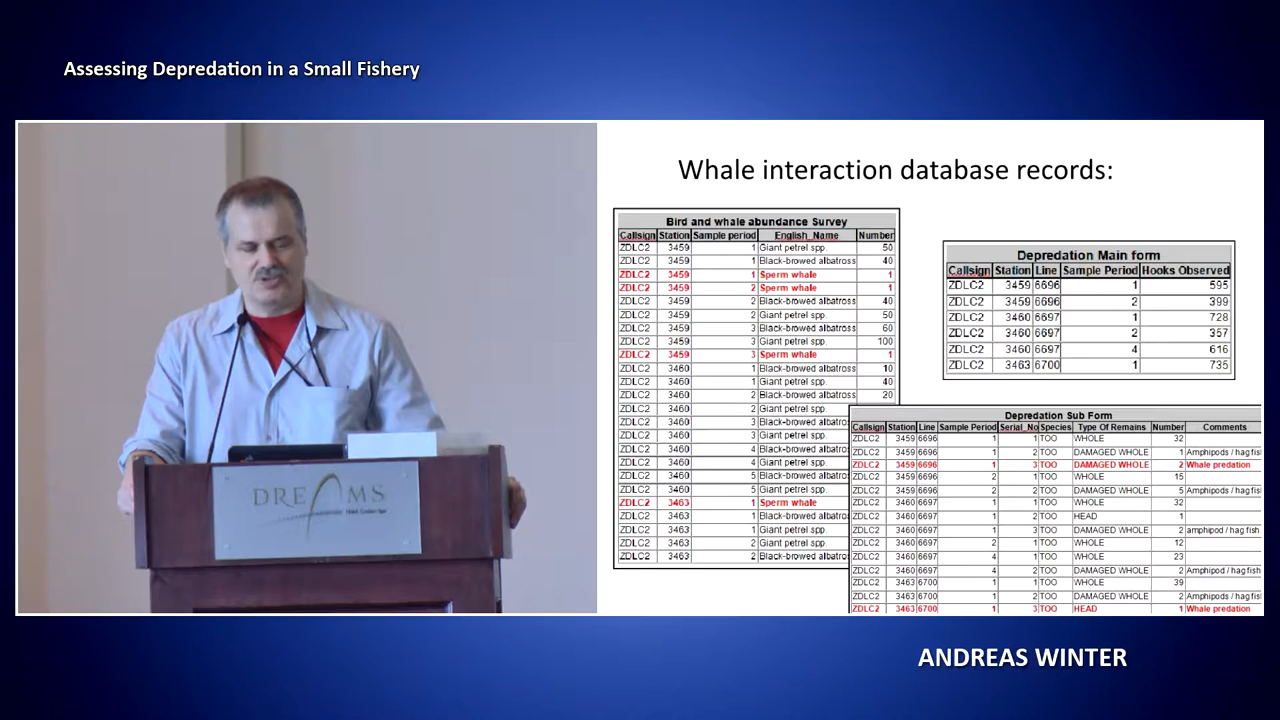 Assessing Depredation in a Small Fishery
DREAMS
Whale interaction database records:
Bird and whale abundance Survey
Callsign Station Sample period English_Name Number
ZDLC2 3459 1 Giant petrel spp. 50
ZDLC2 3459 1 Black-browed albatross 40
ZDLC2 3459 1 Sperm whale 1
ZDLC2 3459 2 Sperm whale 1
ZDLC2 3459 2 Black-browed albatross 40
ZDLC2 3459 2 Giant petrel spp. 50
ZDLC2 3459 3 Black-browed albatross 60
ZDLC2 3459 3 Giant petrel spp. 100
ZDLC2 3459 3 Sperm whale 1
ZDLC2 3460 1 Black-browed albatross 10
ZDLC2 3460 1 Giant petrel spp. 40
ZDLC2 3460 2 Black-browed albatross 20
ZDLC2 3460 2 Giant petrel spp.
ZDLC2 3460 3 Black-browed albatro
ZDLC2 3460 3 Giant petrel spp.
ZDLC2 3460 4 Black-browed albatro
ZDLC2 3460 4 Giant petrel spp.
ZDLC2 3460 5 Black-browed albatro
ZDLC2 3460 5 Giant petrel spp.
ZDLC2 3463 1 Sperm whale
ZDLC2 3463 1 Black-browed albatro
ZDLC2 3463 1 Giant petrel spp.
ZDLC2 3463 2 Giant petrel spp.
ZDLC2 3463 2 Black-browed albatro
Depredation Main form
Callsign Station Line Sample Period Hooks Observed
ZDLC2 3459 6696 1 595
ZDLC2 3459 6696 2 399
ZDLC2 3460 6697 1 728
ZDLC2 3460 6697 2 357
ZDLC2 3460 6697 4 616
ZDLC2 3463 6700 1 735
Depredation Sub Form
Callsign Station Line Sample Period Serial_No Species Type Of Remains Number Comments
ZDLC2 3459 6696 1 1 TOO WHOLE 32
ZDLC2 3459 6696 1 2 TOO DAMAGED WHOLE 1 Amphipods / hag fis
ZDLC2 3459 6696 1 3 TOO DAMAGED WHOLE 2 Whale predation
ZDLC2 3459 6696 2 1 TOO WHOLE 15
ZDLC2 3459 6696 2 2 TOO DAMAGED WHOLE 5 Amphipods / hag fis
ZDLC2 3460 6697 1 1 TOO WHOLE 32
ZDLC2 3460 6697 1 2 TOO HEAD 1
ZDLC2 3460 6697 1 3 TOO DAMAGED WHOLE 2 amphipod / hag fish
ZDLC2 3460 6697 2 1 TOO WHOLE 12
ZDLC2 3460 6697 4 1 TOO WHOLE 23
ZDLC2 3460 6697 4 2 TOO DAMAGED WHOLE 2 Amphipod / hag fish
ZDLC2 3463 6700 1 1 TOO WHOLE 39
ZDLC2 3463 6700 1 2 TOO DAMAGED WHOLE 2 Amphipods / hag fis
ZDLC2 3463 6700 1 3 TOO HEAD 1 Whale predation
ANDREAS WINTER